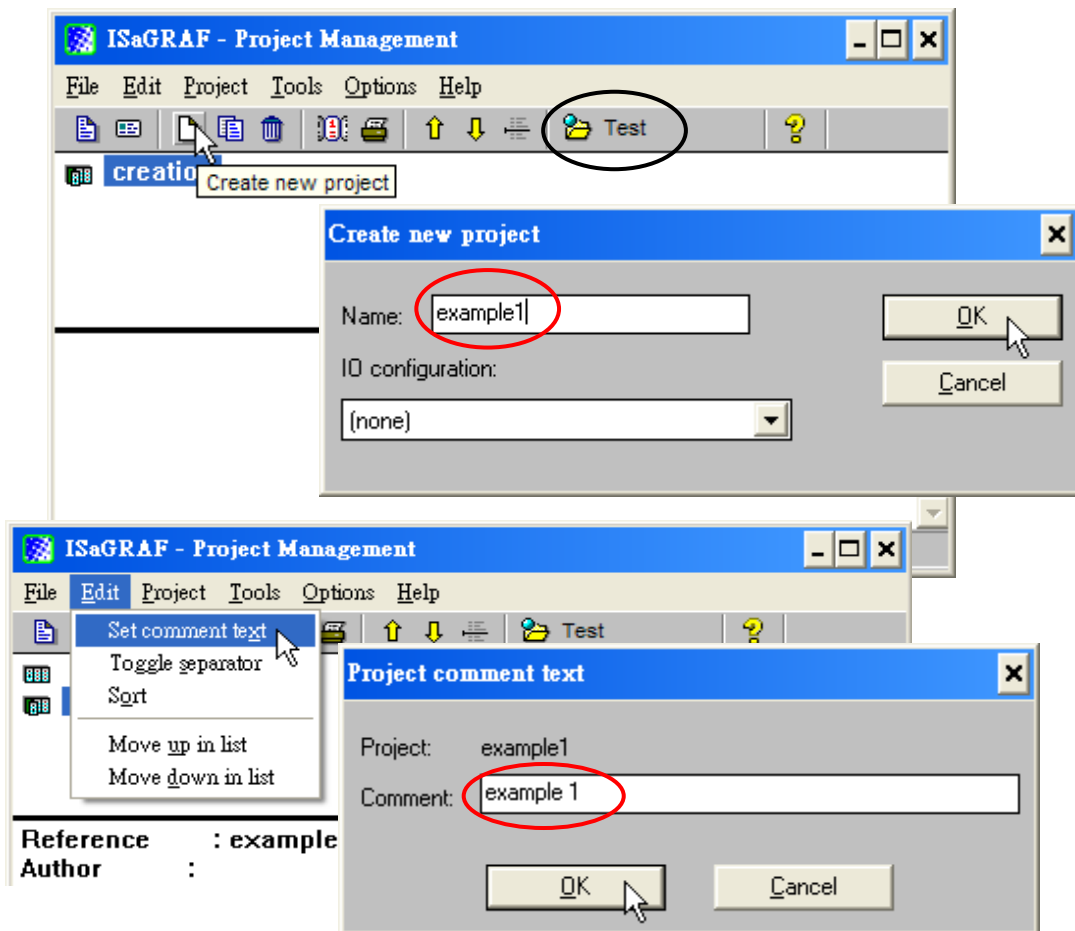 ISaGRAF - Project Management
File Edit Project Tools Options Help
Test
creatio
Create new project
Create new project
Name: example1
OK
IO configuration:
Cancel
(none)
ISaGRAF - Project Management
File Edit Project Tools Options Help
Set comment text
Test
Toggle separator
Sort
Move up in list
Move down in list
Project comment text
Project: example1
Comment: example 1
Reference : example
Author :
OK
Cancel